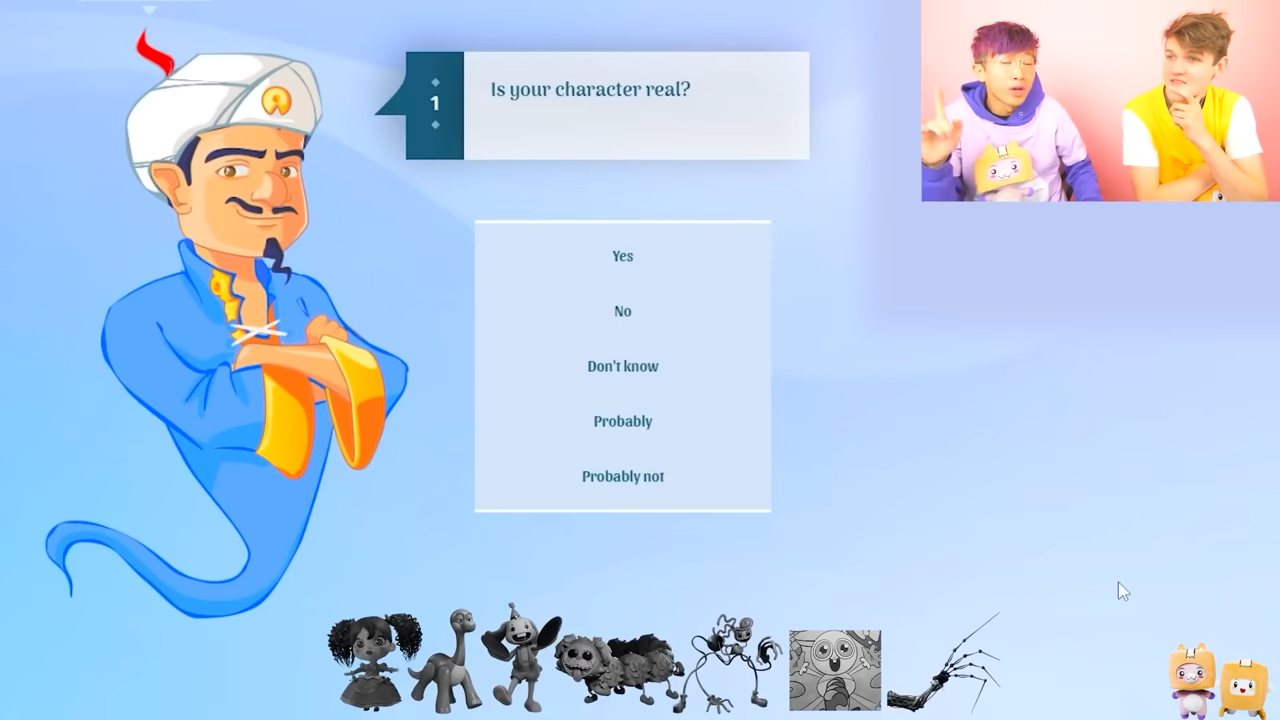 1
Is your character real?
Yes
No
Don't know
Probably
Probably not